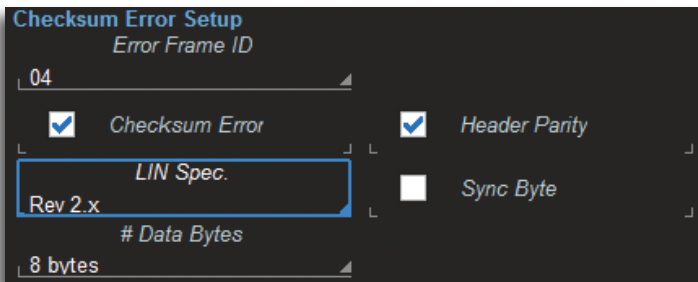 Checksum Error Setup
Error Frame ID
04
Checksum Error
Header Parity
LIN Spec.
Rev 2.x
Sync Byte
# Data Bytes
8 bytes